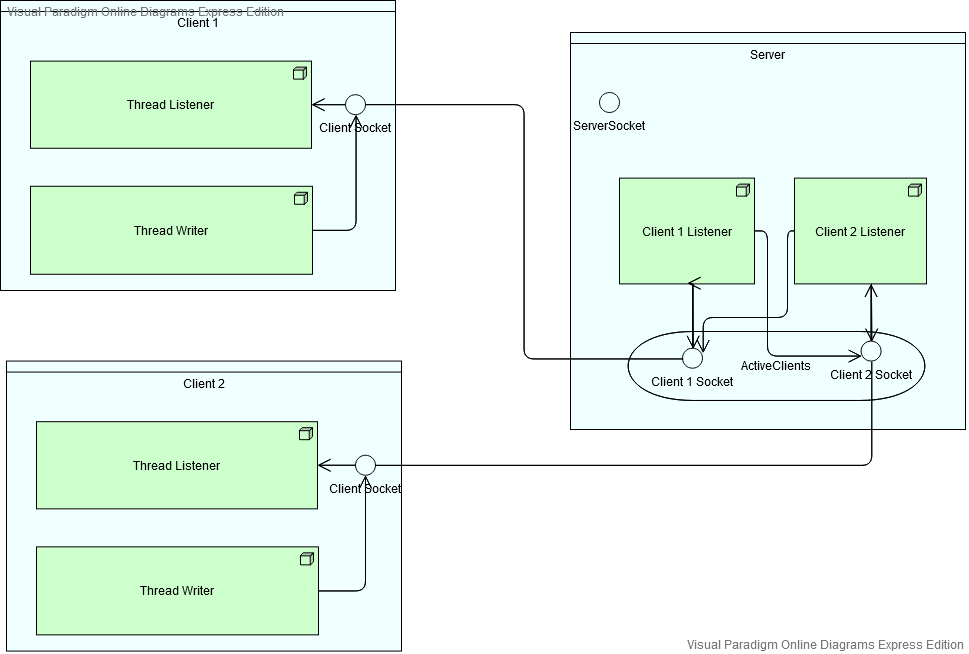 Visual Paradigm Online Diagrams Express Edition
Client 1
Thread Listener
Client Socket
Thread Writer
Server
ServerSocket
Client 1 Listener
Client 2 Listener
ActiveClients
Client 1 Socket
Client 2 Socket
Client 2
Thread Listener
Client Socket
Thread Writer
Visual Paradigm Online Diagrams Express Edition